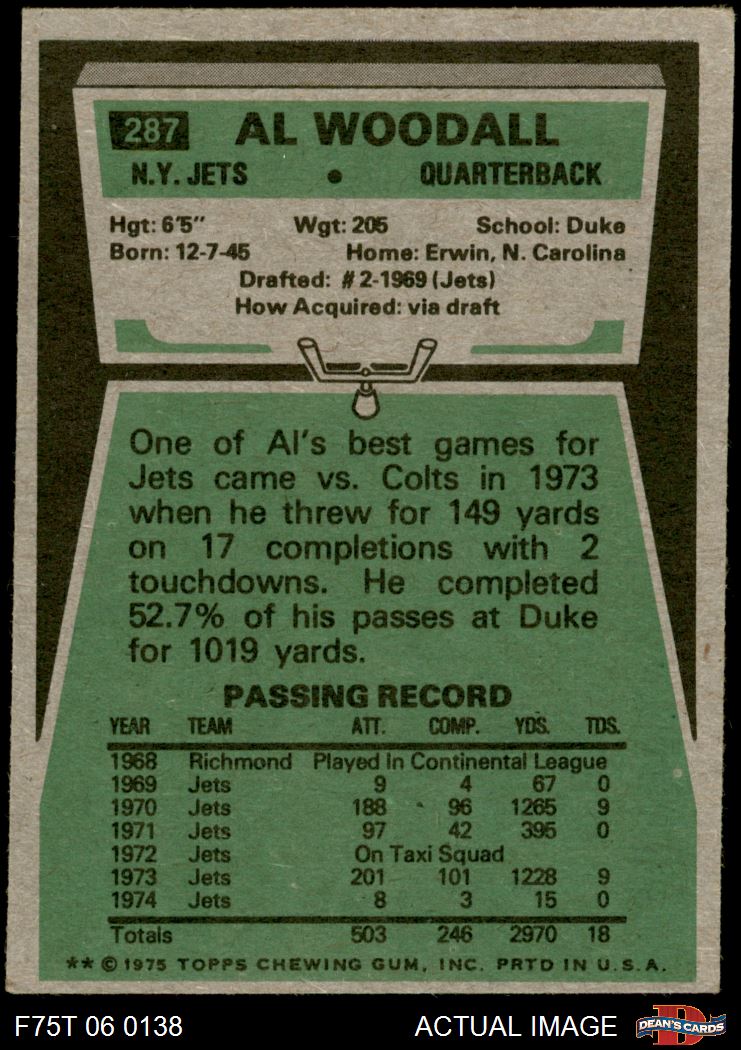 287 AL WOODALL
N.Y. JETS • QUARTERBACK
Hgt: 6'5" Wgt: 205 School: Duke
Born: 12-7-45 Home: Erwin, N. Carolina
Drafted: #2-1969 (Jets)
How Acquired: via draft
One of Al's best games for
Jets came vs. Colts in 1973
when he threw for 149 yards
on 17 completions with 2
touchdowns. He completed
52.7% of his passes at Duke
for 1019 yards.
PASSING RECORD
YEAR TEAM ATT. COMP. YDS. TDS.
1968 Richmond Played In Continental League
1969 Jets 9 4 67 0
1970 Jets 188 96 1265 9
1971 Jets 97 42 395 0
1972 Jets On Taxi Squad
1973 Jets 201 101 1228 9
1974 Jets 8 3 15 0
Totals 503 246 2970 18
** © 1975 TOPPS CHEWING GUM, INC. PRTD IN U.S.A.
F75T 06 0138 ACTUAL IMAGE D DEAN'S CARDS